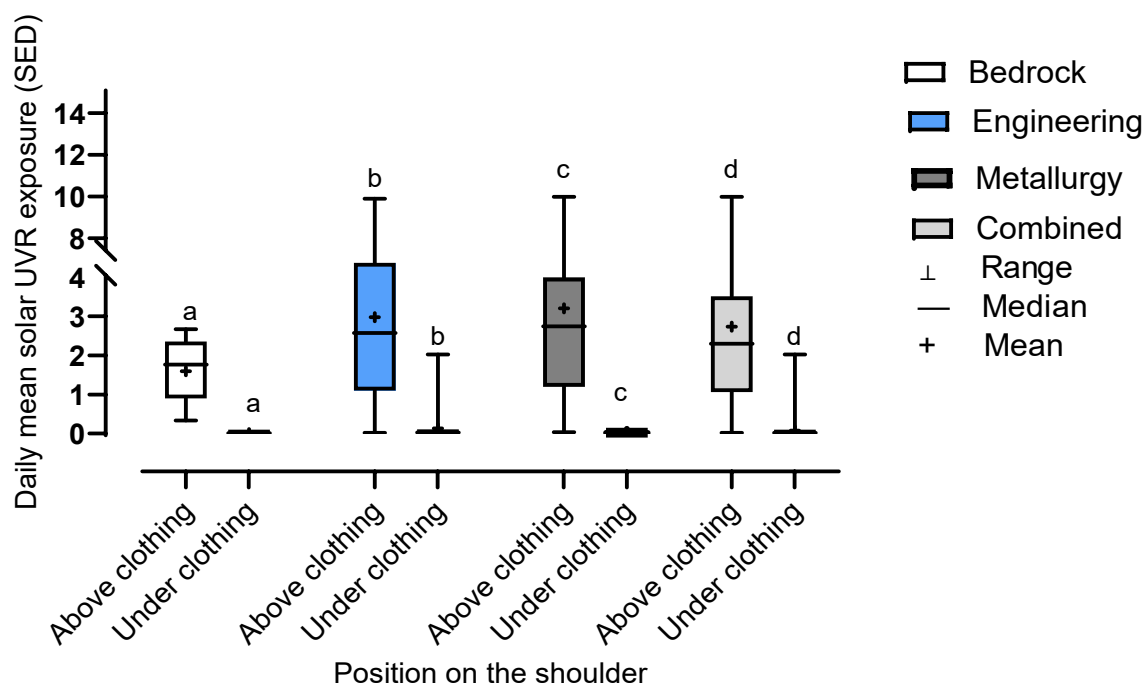 Daily mean solar UVR exposure (SED)
14
12
10
8
4
3
2
1
0
a
a
b
b
c
c
d
d
Above clothing
Under clothing
Above clothing
Under clothing
Above clothing
Under clothing
Above clothing
Under clothing
Position on the shoulder
Bedrock
Engineering
Metallurgy
Combined
Range
Median
Mean